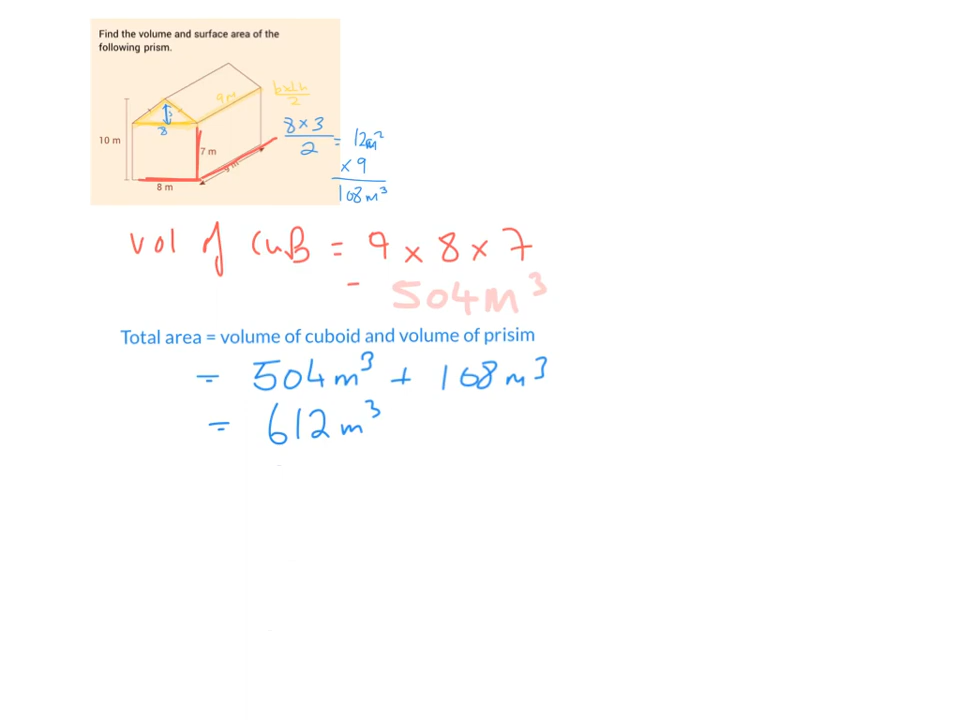 Find the volume and surface area of the
following prism.
9m
bxh
2
3
8
10 m
7 m
8 m
8 × 3
2
= 12m²
× 9
108m³
Vol of CuB = 9 × 8 × 7
- 504M³
Total area = volume of cuboid and volume of prisim
= 504m³ + 108m³
= 612m³